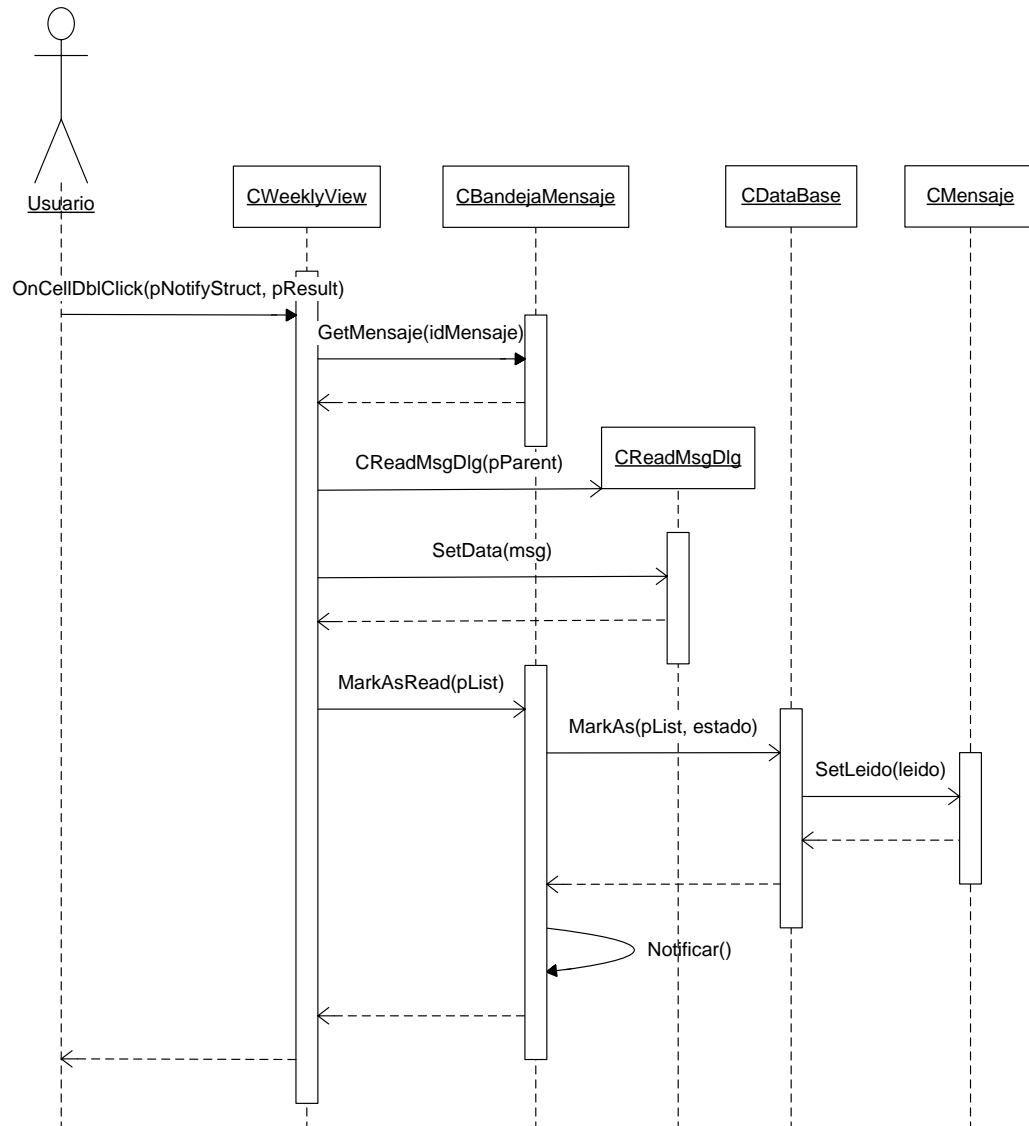 Usuario
CWeeklyView
CBandejaMensaje
CDataBase
CMensaje
OnCellDblClick(pNotifyStruct, pResult)
GetMensaje(idMensaje)
CReadMsgDlg(pParent)
CReadMsgDlg
SetData(msg)
MarkAsRead(pList)
MarkAs(pList, estado)
SetLeido(leido)
Notificar()